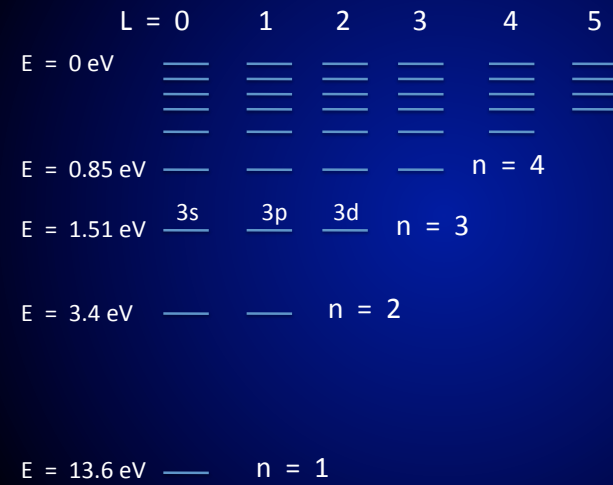 L = 0 1 2 3 4 5
E = 0 eV
E = 0.85 eV n = 4
3s 3p 3d
E = 1.51 eV n = 3
E = 3.4 eV n = 2
E = 13.6 eV n = 1